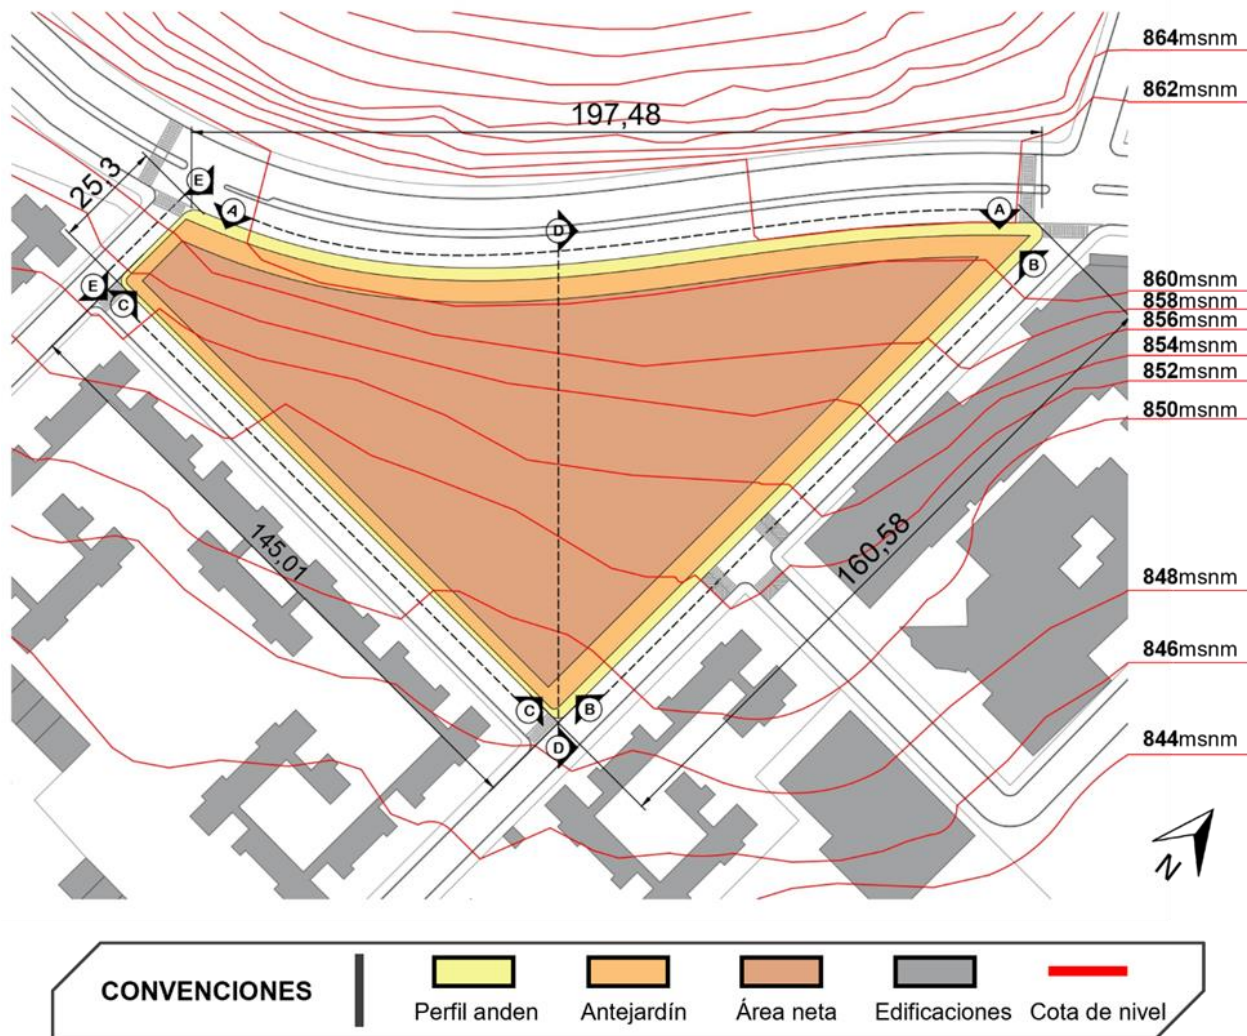 864msnm
862msnm
197,48
25,3
E
A
D
A
B
E
C
860msnm
858msnm
856msnm
854msnm
852msnm
850msnm
145,01
160,58
848msnm
846msnm
844msnm
C
B
D
N
CONVENCIONES
Perfil anden
Antejardín
Área neta
Edificaciones
Cota de nivel